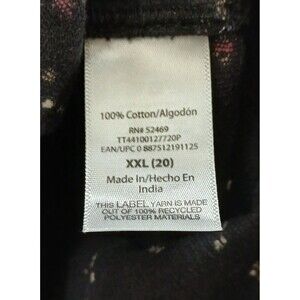 100% Cotton/Algodón
RN# 52469
TT44100127720P
EAN/UPC 0 887512191125
XXL (20)
Made In/Hecho En
India
THIS LABEL YARN IS MADE
OUT OF 100% RECYCLED
POLYESTER MATERIALS